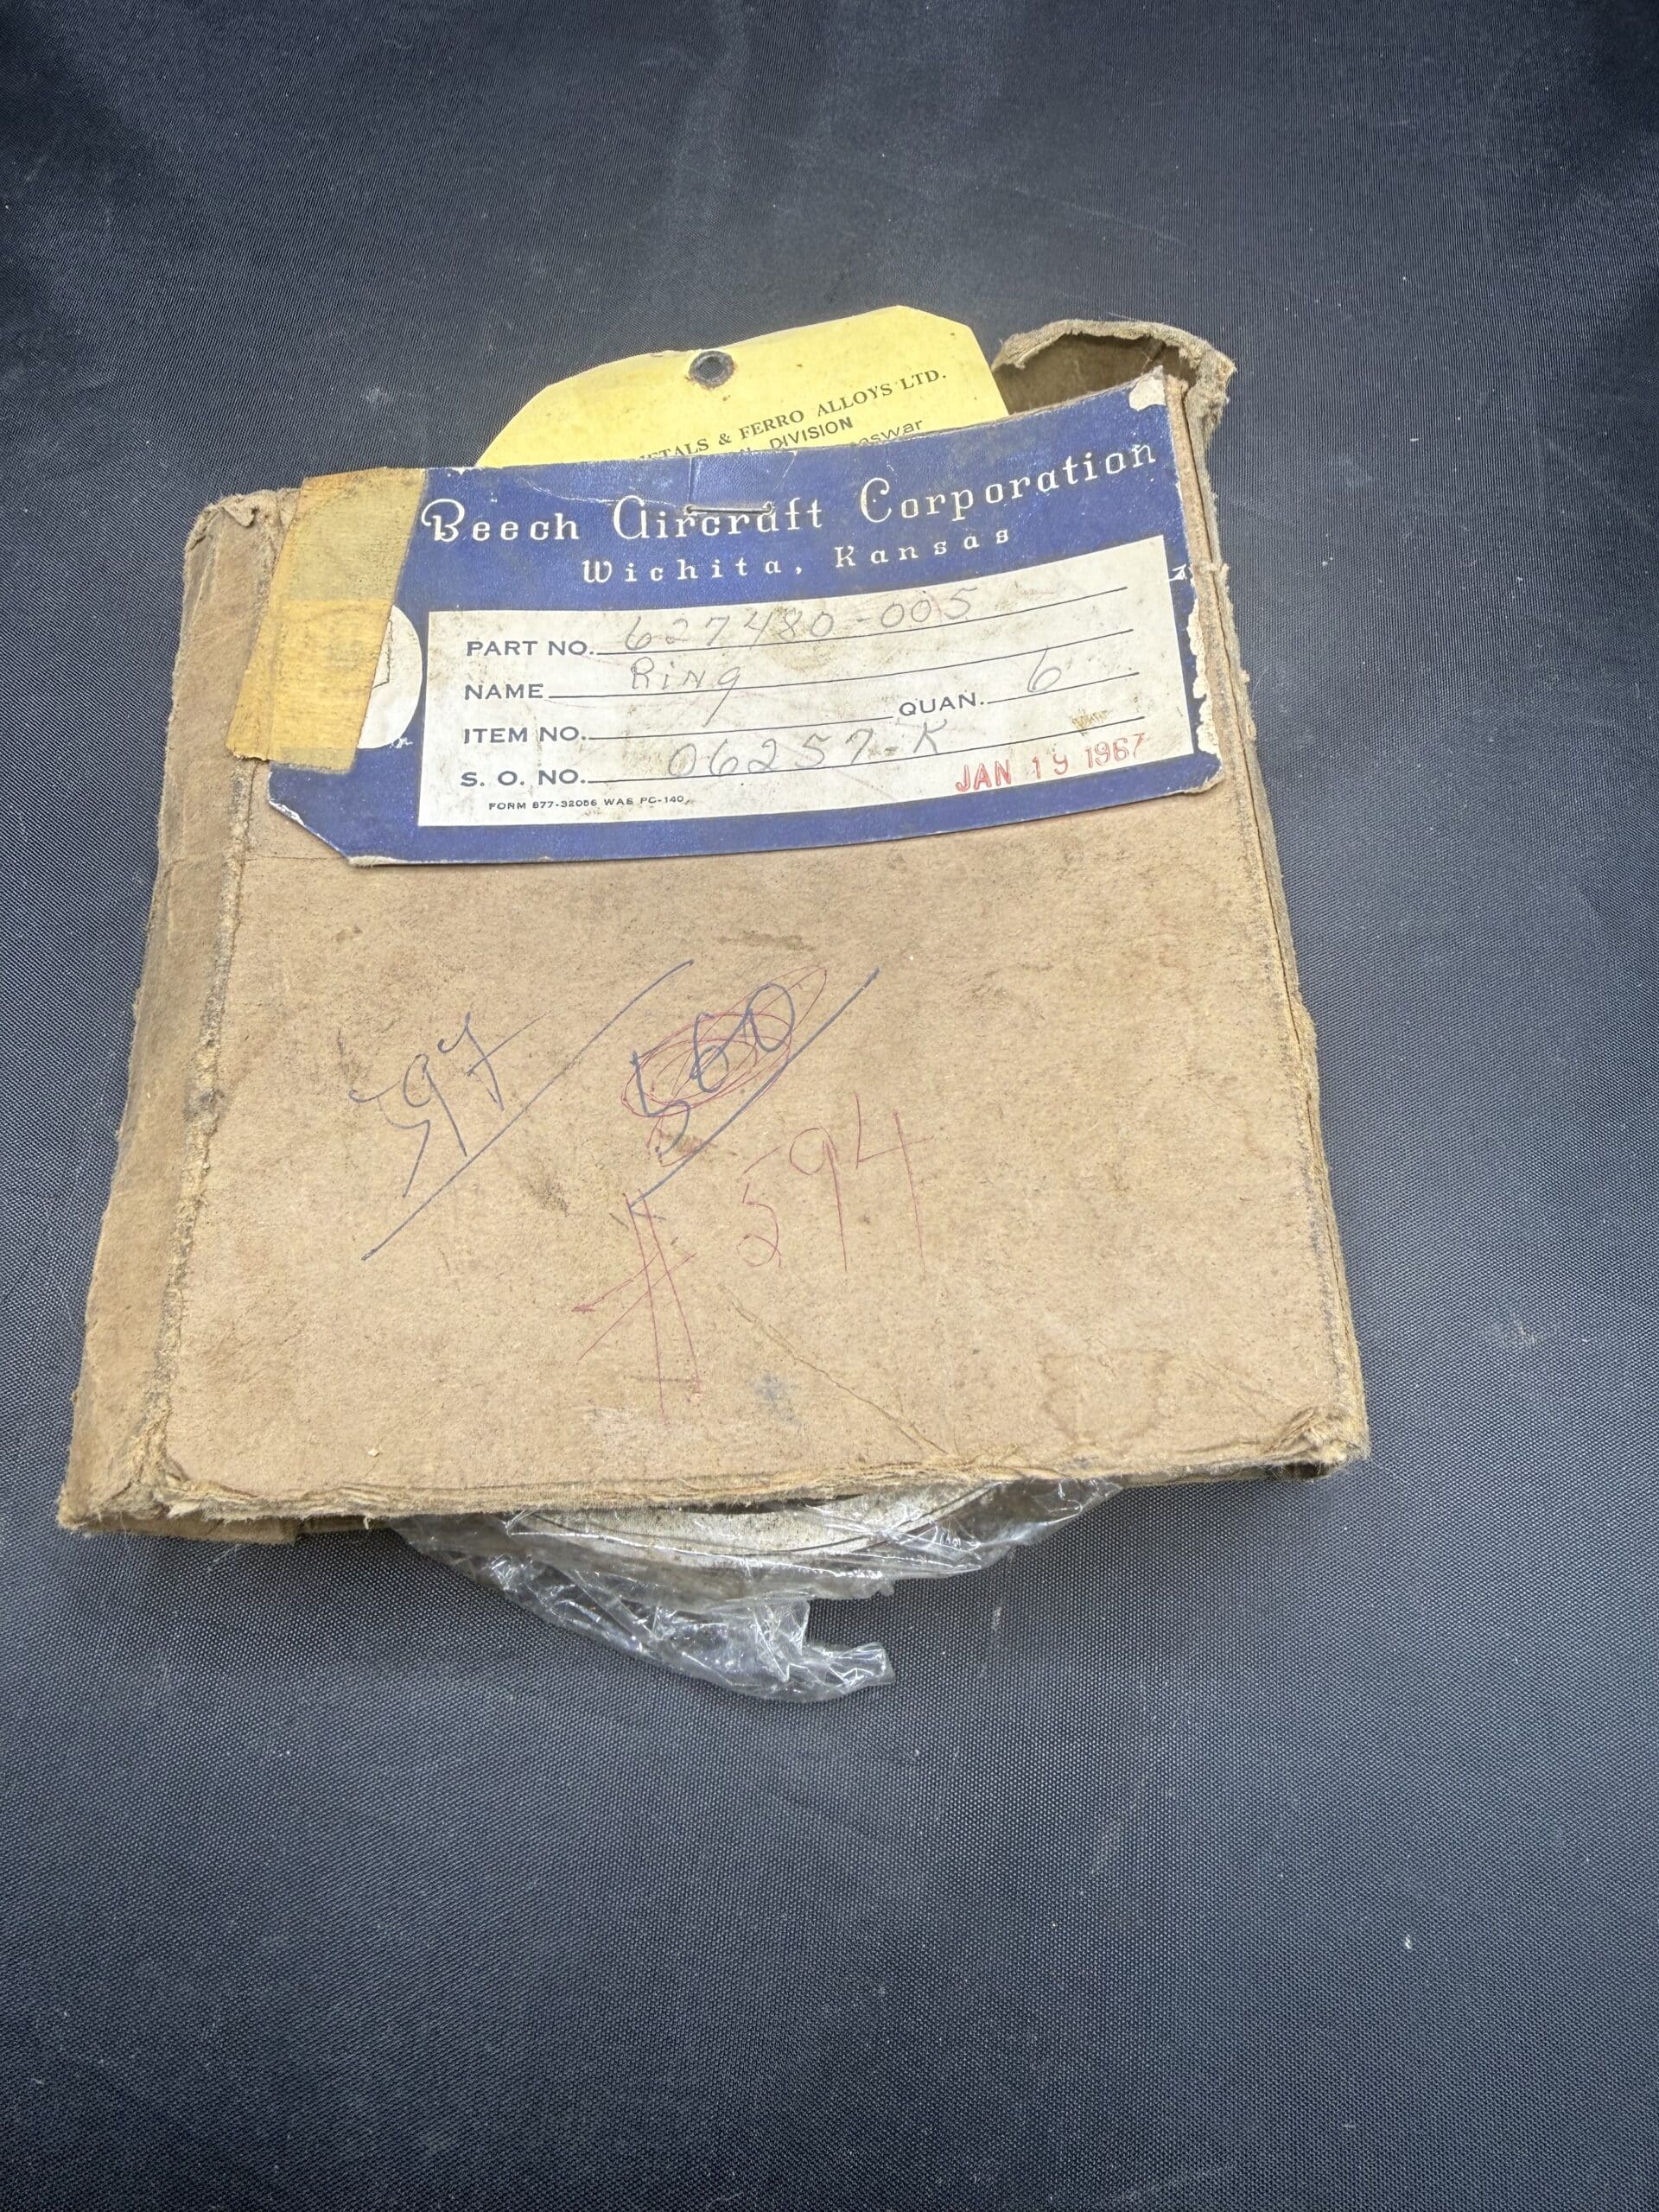 METALS & FERRO ALLOYS LTD.
DIVISION
Beech Aircraft Corporation
Wichita, Kansas
PART NO. 627480-005
NAME Ring
ITEM NO. QUAN. 6
S. O. NO. 06257-K
JAN 19 1967
FORM 877-32056 WAS PC-140
597
500
# 594